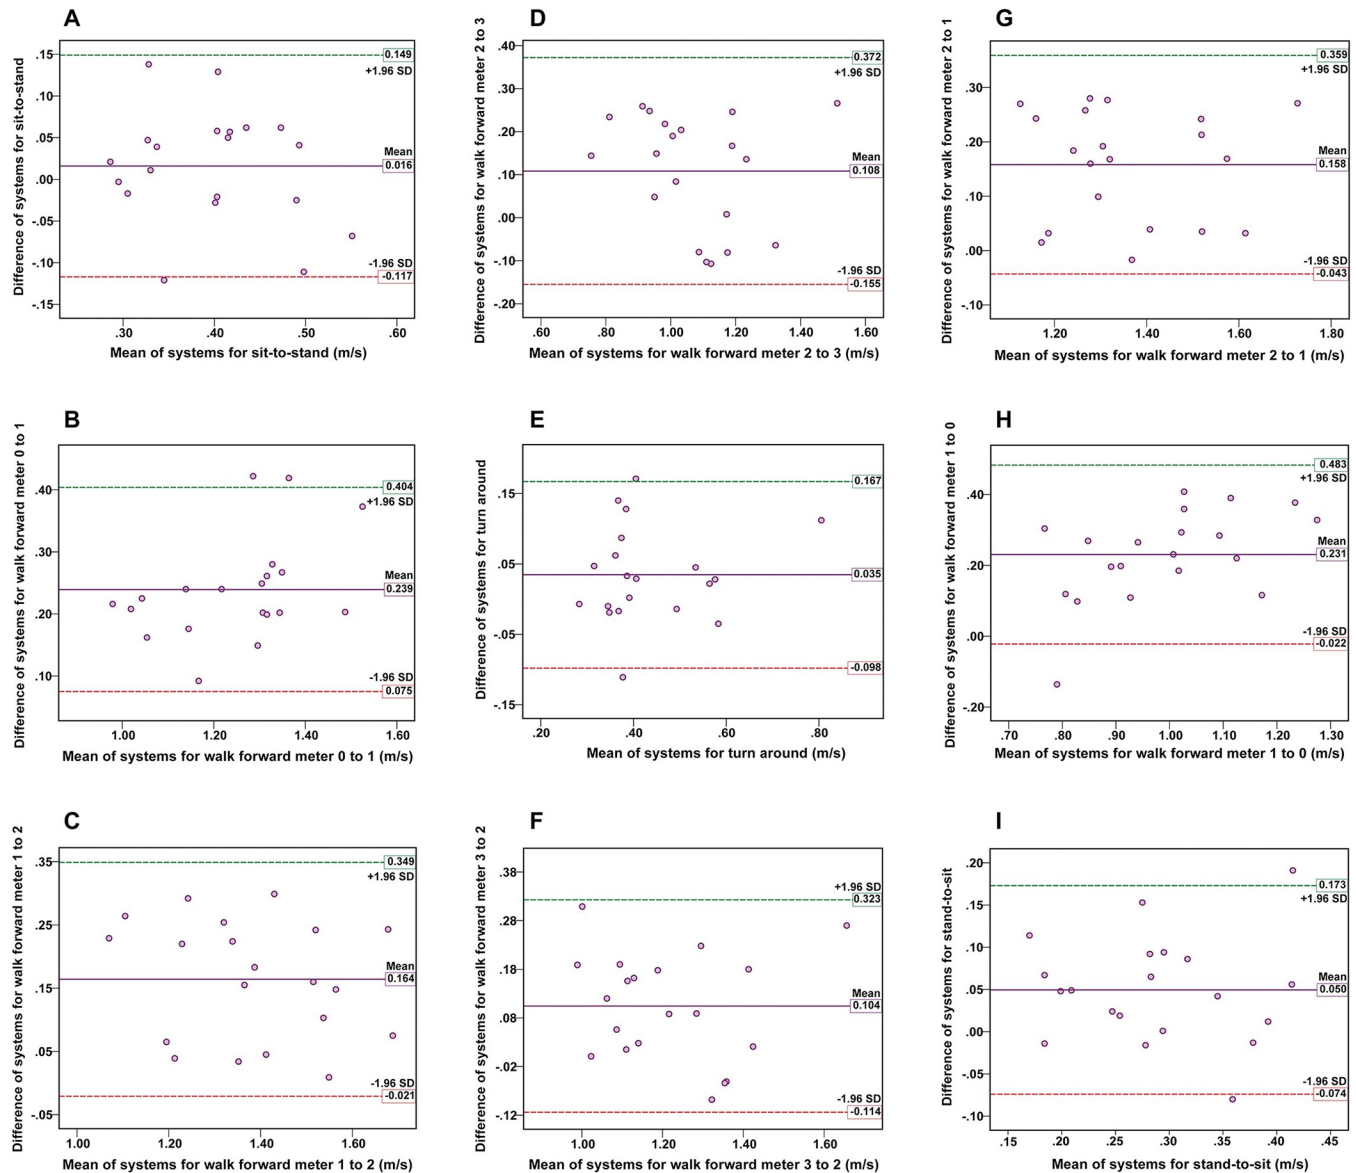 A
Difference of systems for sit-to-stand
.15
.10
.05
.00
-.05
-.10
-.15
0.149
+1.96 SD
Mean
0.016
-1.96 SD
-0.117
.30
.40
.50
.60
Mean of systems for sit-to-stand (m/s)
D
Difference of systems for walk forward meter 2 to 3
.40
.30
.20
.10
.00
-.10
-.20
0.372
+1.96 SD
Mean
0.108
-1.96 SD
-0.155
.60
.80
1.00
1.20
1.40
1.60
Mean of systems for walk forward meter 2 to 3 (m/s)
G
Difference of systems for walk forward meter 2 to 1
.30
.20
.10
.00
-.10
0.359
+1.96 SD
Mean
0.158
-1.96 SD
-0.043
1.20
1.40
1.60
1.80
Mean of systems for walk forward meter 2 to 1 (m/s)
B
Difference of systems for walk forward meter 0 to 1
.40
.30
.20
.10
0.404
+1.96 SD
Mean
0.239
-1.96 SD
0.075
1.00
1.20
1.40
1.60
Mean of systems for walk forward meter 0 to 1 (m/s)
E
Difference of systems for turn around
.15
.05
-.05
-.15
0.167
0.035
-0.098
.20
.40
.60
.80
Mean of systems for turn around (m/s)
H
Difference of systems for walk forward meter 1 to 0
.40
.20
.00
-.20
0.483
+1.96 SD
Mean
0.231
-1.96 SD
-0.022
.70
.80
.90
1.00
1.10
1.20
1.30
Mean of systems for walk forward meter 1 to 0 (m/s)
C
Difference of systems for walk forward meter 1 to 2
.35
.25
.15
.05
-.05
0.349
+1.96 SD
Mean
0.164
-1.96 SD
-0.021
1.00
1.20
1.40
1.60
Mean of systems for walk forward meter 1 to 2 (m/s)
F
Difference of systems for walk forward meter 3 to 2
.38
.28
.18
.08
-.02
-.12
+1.96 SD
0.323
Mean
0.104
-1.96 SD
-0.114
1.00
1.20
1.40
1.60
Mean of systems for walk forward meter 3 to 2 (m/s)
I
Difference of systems for stand-to-sit
.20
.15
.10
.05
.00
-.05
-.10
0.173
+1.96 SD
Mean
0.050
-1.96 SD
-0.074
.15
.20
.25
.30
.35
.40
.45
Mean of systems for stand-to-sit (m/s)